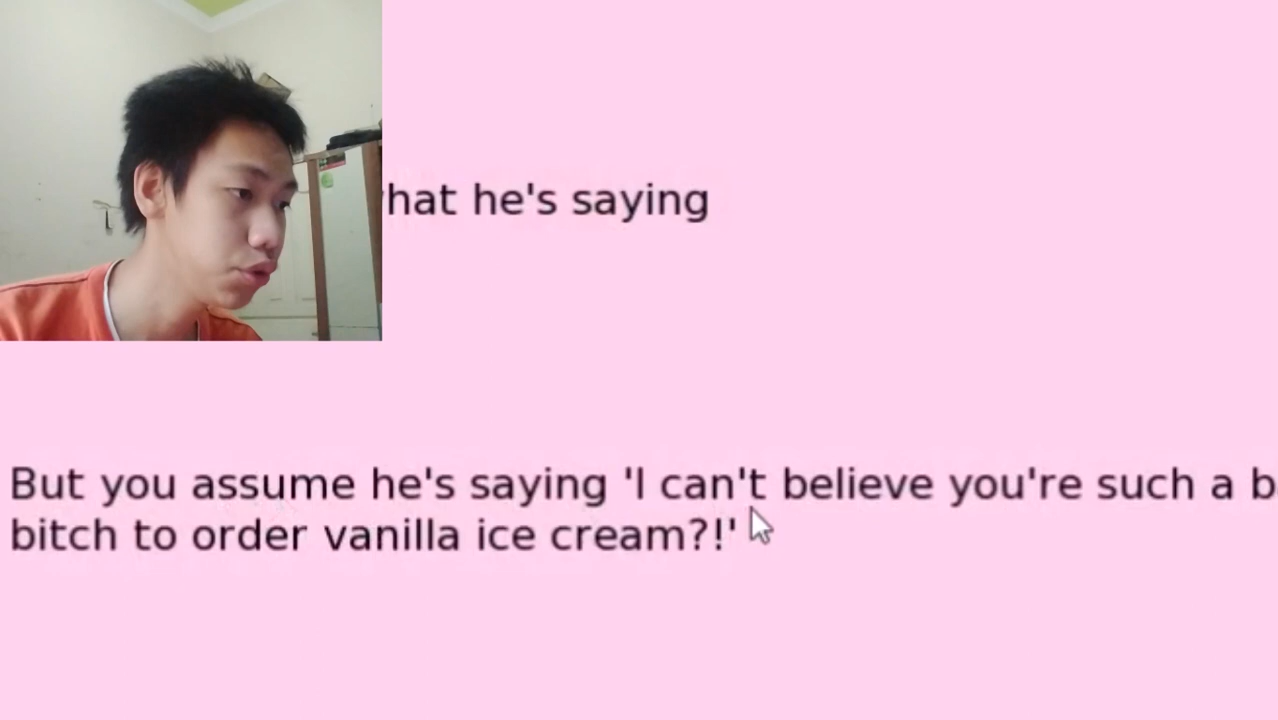 hat he's saying
But you assume he's saying 'I can't believe you're such a b
bitch to order vanilla ice cream?!'